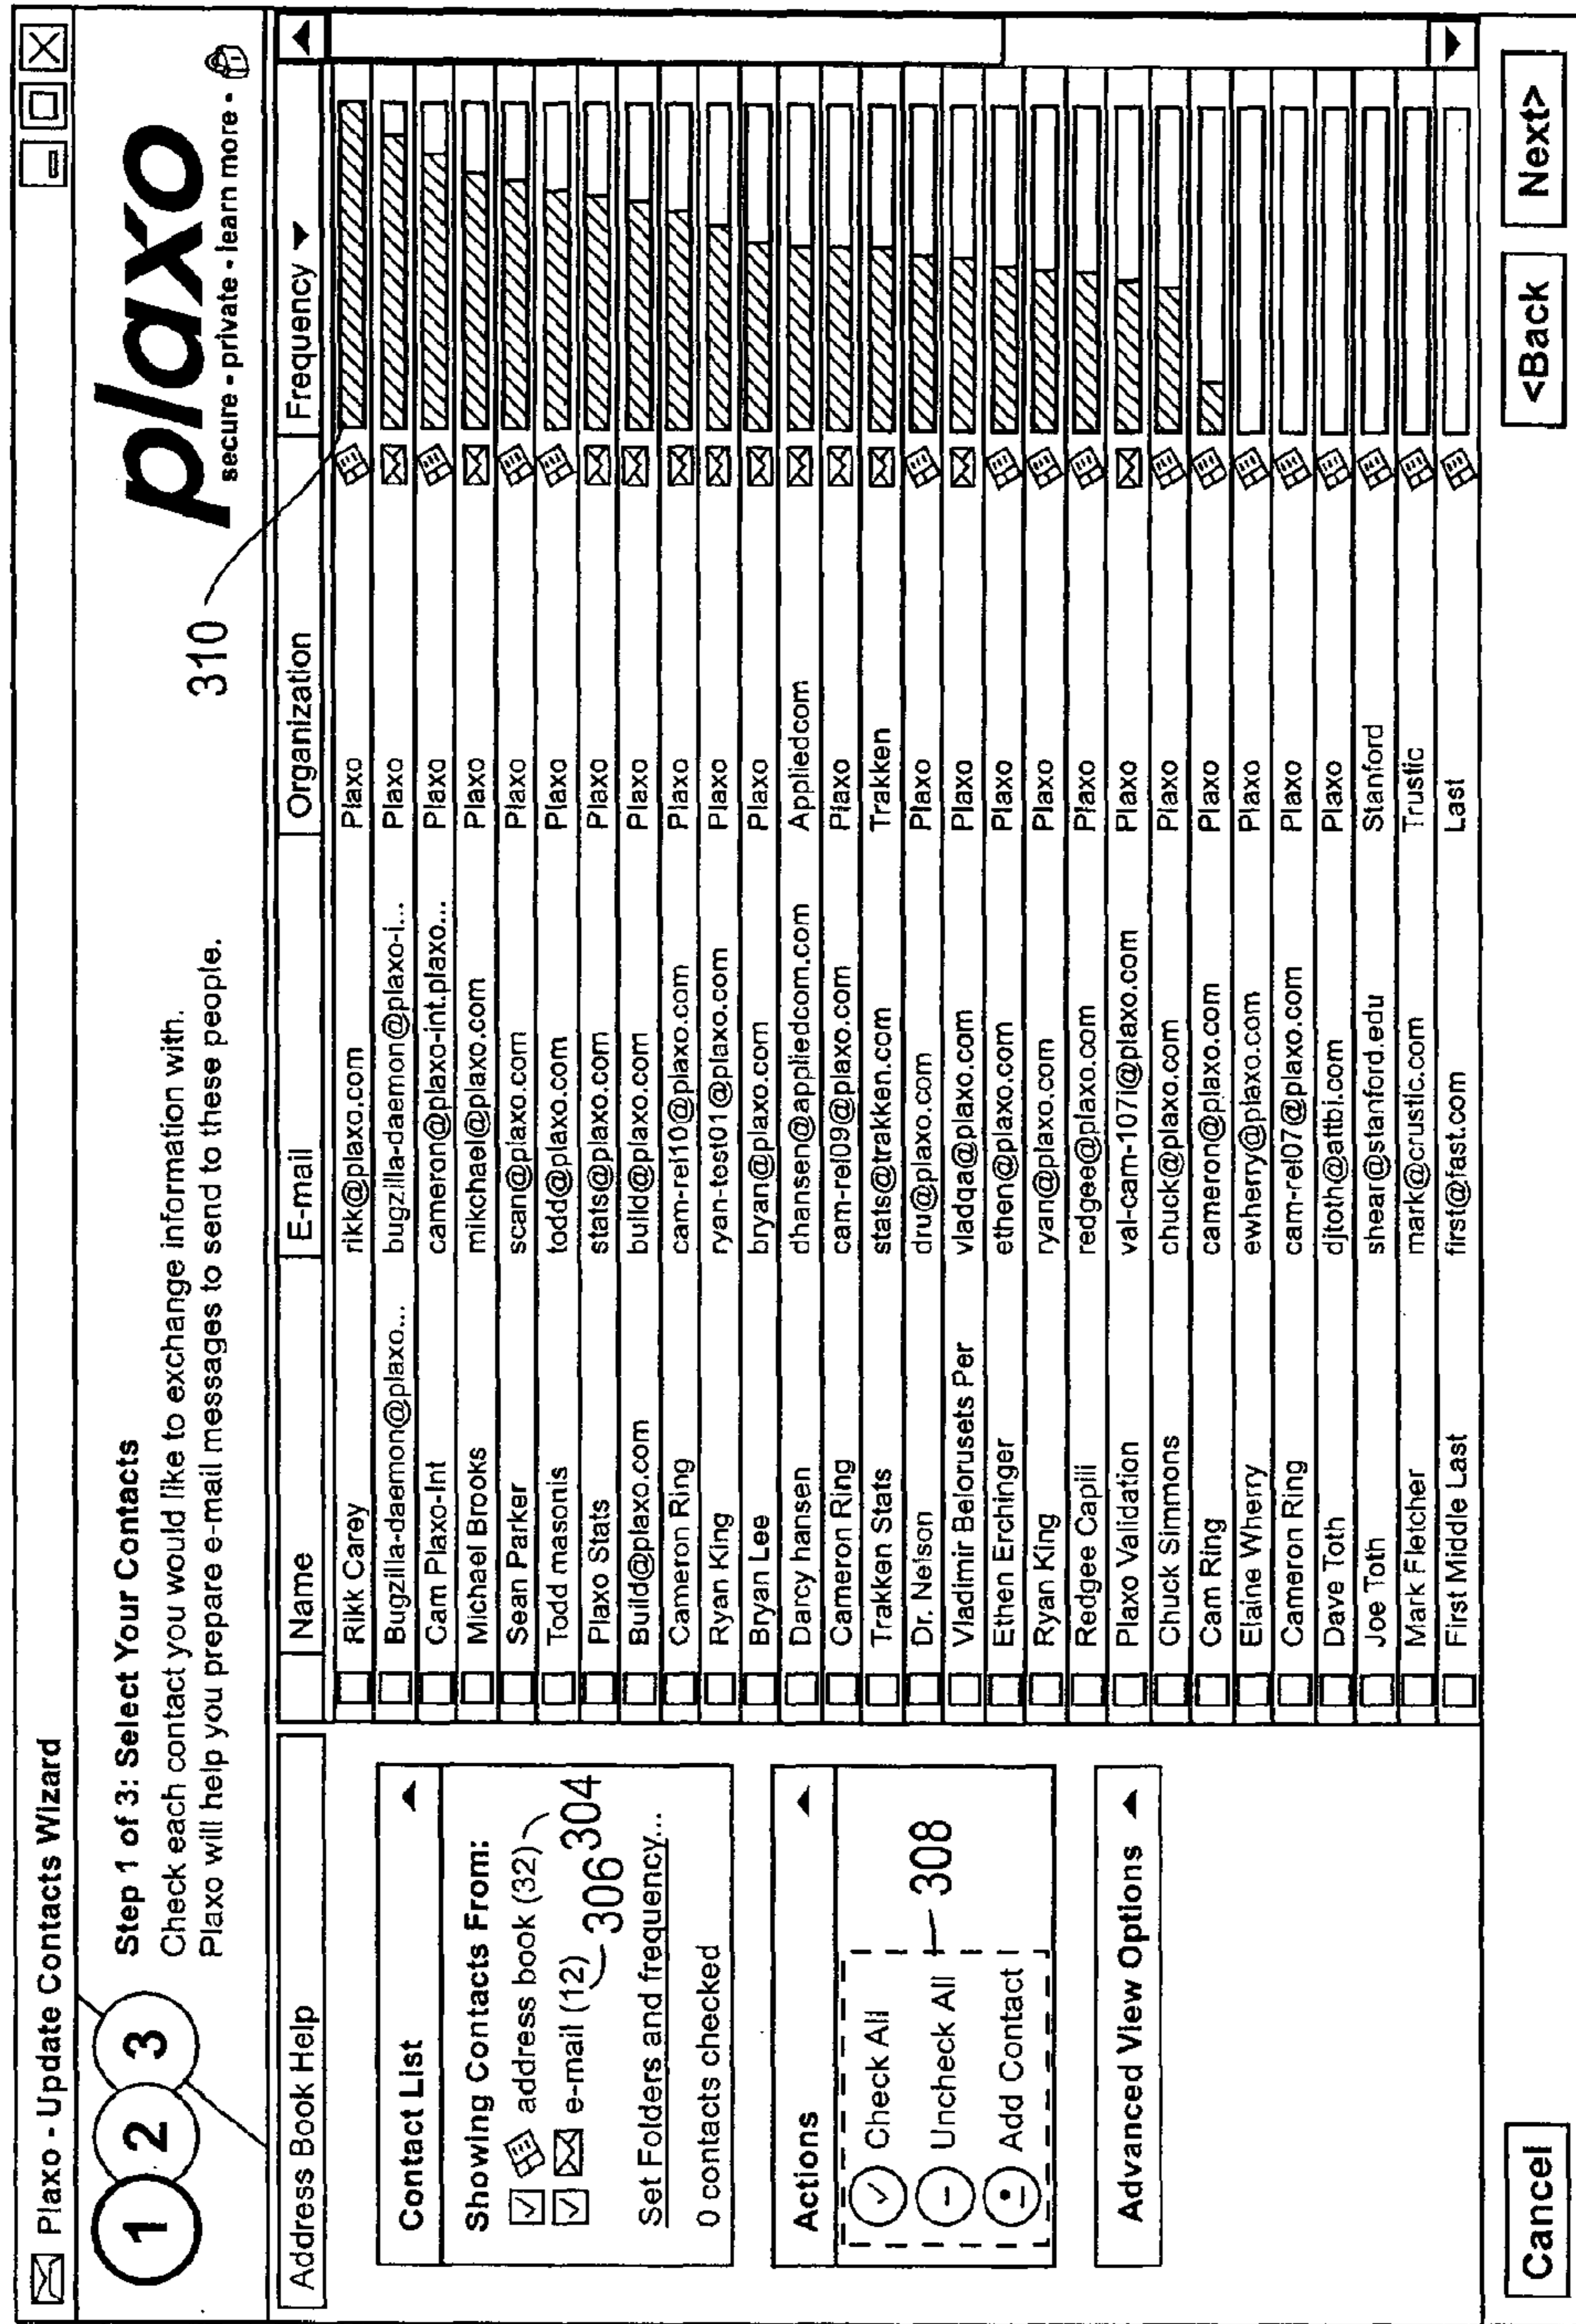 Plaxo - Update Contacts Wizard
1 2 3
Step 1 of 3: Select Your Contacts
Check each contact you would like to exchange information with.
Plaxo will help you prepare e-mail messages to send to these people.
plaxo
secure - private - learn more -
310
Address Book Help
Contact List
Showing Contacts From:
address book (32)
304
e-mail (12)
306
Set Folders and frequency...
0 contacts checked
Actions
Check All
Uncheck All
308
Add Contact
Advanced View Options
Name E-mail Organization Frequency
Rikk Carey rikk@plaxo.com Plaxo
Bugzilla-daemon@plaxo... bugzilla-daemon@plaxo-i... Plaxo
Cam Plaxo-Int cameron@plaxo-int.plaxo... Plaxo
Michael Brooks mikchael@plaxo.com Plaxo
Sean Parker scan@plaxo.com Plaxo
Todd masonis todd@plaxo.com Plaxo
Plaxo Stats stats@plaxo.com Plaxo
Build@plaxo.com build@plaxo.com Plaxo
Cameron Ring cam-rel10@plaxo.com Plaxo
Ryan King ryan-tost01@plaxo.com Plaxo
Bryan Lee bryan@plaxo.com Plaxo
Darcy hansen dhansen@appliedcom.com Appliedcom
Cameron Ring cam-rel09@plaxo.com Plaxo
Trakken Stats stats@trakken.com Trakken
Dr. Nelson dru@plaxo.com Plaxo
Vladimir Belorusets Per vladqa@plaxo.com Plaxo
Ethen Erchinger ethen@plaxo.com Plaxo
Ryan King ryan@plaxo.com Plaxo
Redgee Capili redgee@plaxo.com Plaxo
Plaxo Validation val-cam-107i@plaxo.com Plaxo
Chuck Simmons chuck@plaxo.com Plaxo
Cam Ring cameron@plaxo.com Plaxo
Elaine Wherry ewherry@plaxo.com Plaxo
Cameron Ring cam-rel07@plaxo.com Plaxo
Dave Toth djtoth@attbi.com Plaxo
Joe Toth shear@stanford.edu Stanford
Mark Fletcher mark@crustic.com Trustic
First Middle Last first@fast.com Last
Cancel
<Back
Next>